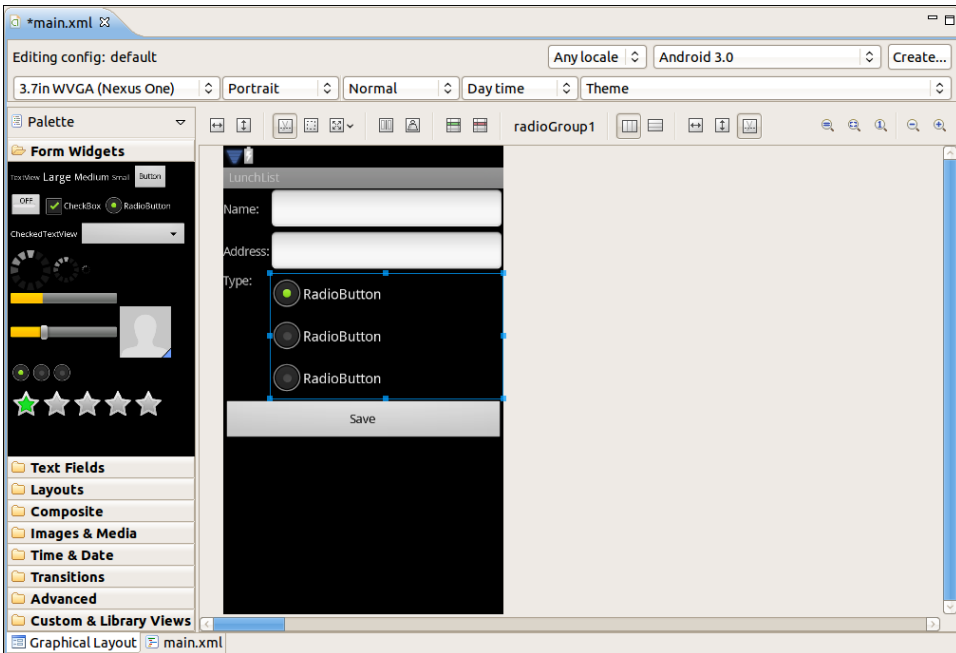 *main.xml
Editing config: default
Any locale
Android 3.0
Create...
3.7in WVGA (Nexus One)
Portrait
Normal
Day time
Theme
Palette
radioGroup1
Form Widgets
TextView Large Medium Small Button
OFF CheckBox RadioButton
CheckedTextView
LunchList
Name:
Address:
Type:
RadioButton
RadioButton
RadioButton
Save
Text Fields
Layouts
Composite
Images & Media
Time & Date
Transitions
Advanced
Custom & Library Views
Graphical Layout
main.xml